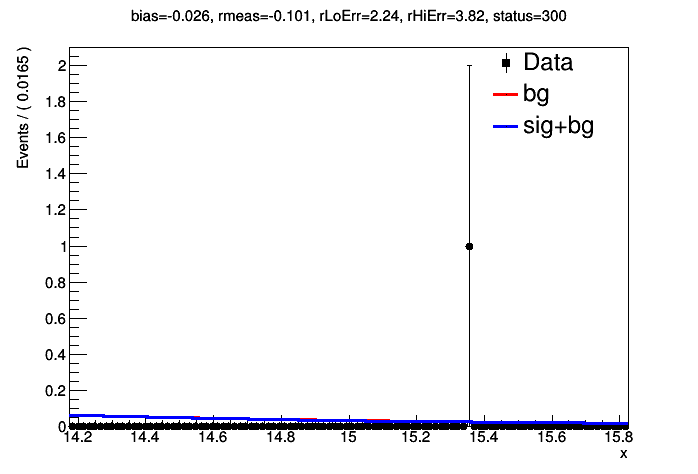 bias=-0.026, rmeas=-0.101, rLoErr=2.24, rHiErr=3.82, status=300
Events / ( 0.0165 )
2
1.8
1.6
1.4
1.2
1
0.8
0.6
0.4
0.2
0
Data
bg
sig+bg
14.2 14.4 14.6 14.8 15 15.2 15.4 15.6 15.8
x